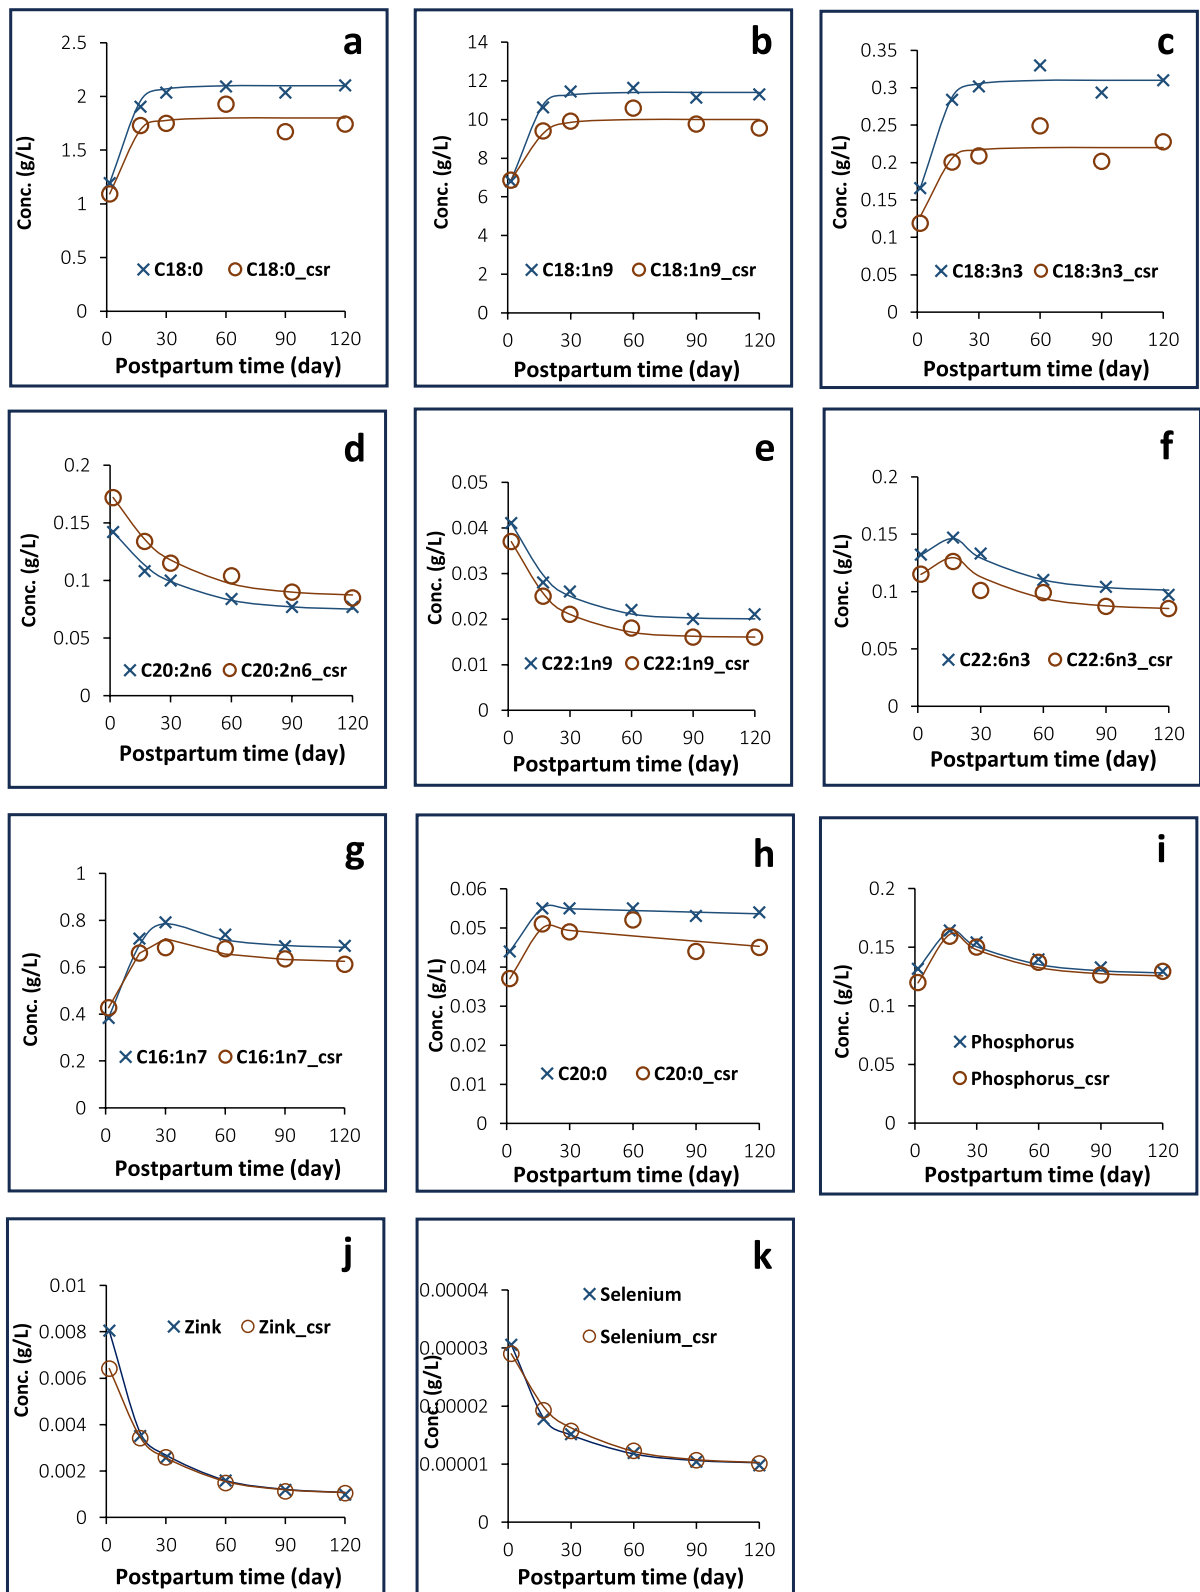 a
2.5
2
1.5
1
0.5
0
Conc. (g/L)
C18:0 C18:0_csr
0 30 60 90 120
Postpartum time (day)
b
14
12
10
8
6
4
2
0
Conc. (g/L)
C18:1n9 C18:1n9_csr
0 30 60 90 120
Postpartum time (day)
c
0.35
0.3
0.25
0.2
0.15
0.1
0.05
0
Conc. (g/L)
C18:3n3 C18:3n3_csr
0 30 60 90 120
Postpartum time (day)
d
0.2
0.15
0.1
0.05
0
Conc. (g/L)
C20:2n6 C20:2n6_csr
0 30 60 90 120
Postpartum time (day)
e
0.05
0.04
0.03
0.02
0.01
0
Conc. (g/L)
C22:1n9 C22:1n9_csr
0 30 60 90 120
Postpartum time (day)
f
0.2
0.15
0.1
0.05
0
Conc. (g/L)
C22:6n3 C22:6n3_csr
0 30 60 90 120
Postpartum time (day)
g
1
0.8
0.6
0.4
0.2
0
Conc. (g/L)
C16:1n7 C16:1n7_csr
0 30 60 90 120
Postpartum time (day)
h
0.06
0.05
0.04
0.03
0.02
0.01
0
Conc. (g/L)
C20:0 C20:0_csr
0 30 60 90 120
Postpartum time (day)
i
0.2
0.15
0.1
0.05
0
Conc. (g/L)
Phosphorus
Phosphorus_csr
0 30 60 90 120
Postpartum time (day)
j
0.01
0.008
0.006
0.004
0.002
0
Conc. (g/L)
Zink Zink_csr
0 30 60 90 120
Postpartum time (day)
k
0.00004
0.00003
0.00002
0.00001
0
Conc. (g/L)
Selenium
Selenium_csr
0 30 60 90 120
Postpartum time (day)